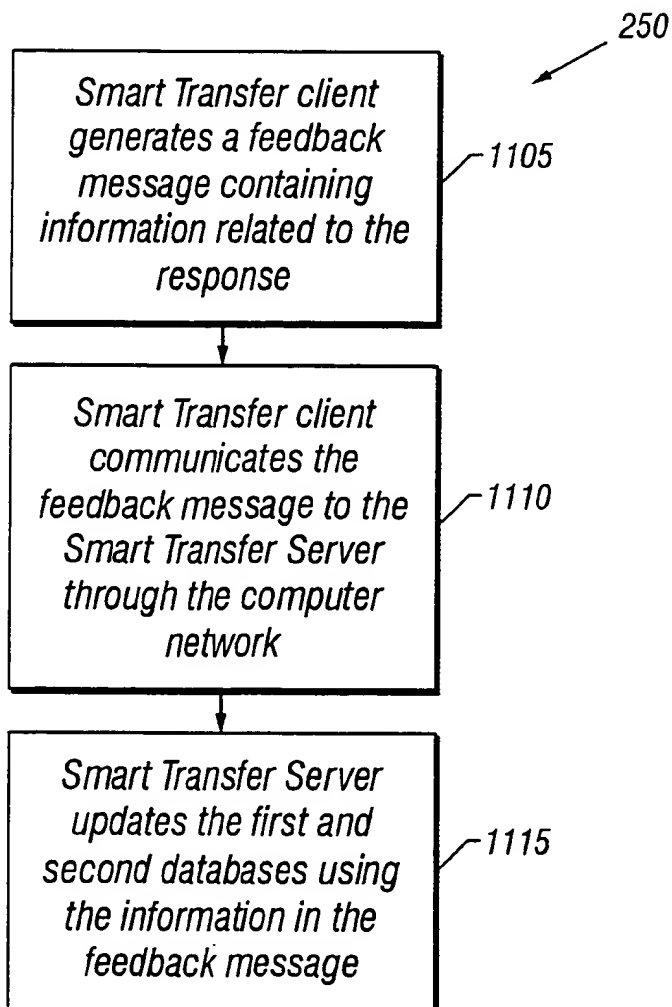 250
Smart Transfer client
generates a feedback
message containing
information related to the
response
1105
Smart Transfer client
communicates the
feedback message to the
Smart Transfer Server
through the computer
network
1110
Smart Transfer Server
updates the first and
second databases using
the information in the
feedback message
1115